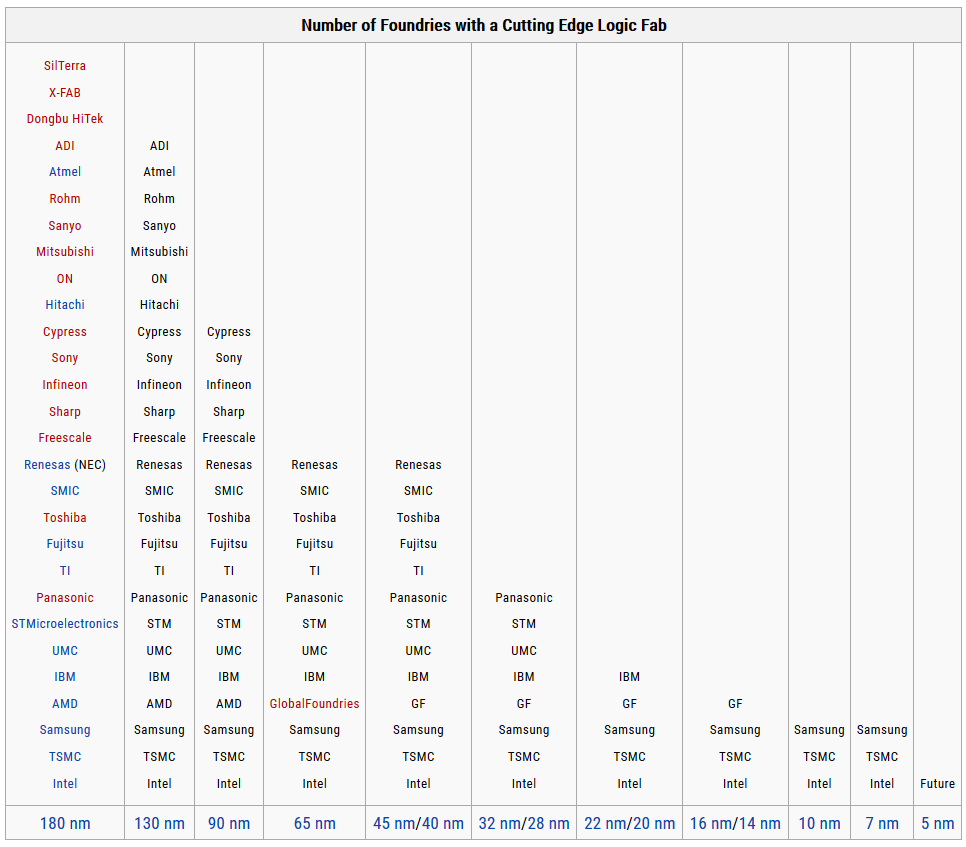 Number of Foundries with a Cutting Edge Logic Fab
SilTerra
X-FAB
Dongbu HiTek
ADI ADI
Atmel Atmel
Rohm Rohm
Sanyo Sanyo
Mitsubishi Mitsubishi
ON ON
Hitachi Hitachi
Cypress Cypress Cypress
Sony Sony Sony
Infineon Infineon Infineon
Sharp Sharp Sharp
Freescale Freescale Freescale
Renesas (NEC) Renesas Renesas Renesas Renesas
SMIC SMIC SMIC SMIC SMIC
Toshiba Toshiba Toshiba Toshiba Toshiba
Fujitsu Fujitsu Fujitsu Fujitsu Fujitsu
TI TI TI TI TI
Panasonic Panasonic Panasonic Panasonic Panasonic Panasonic
STMicroelectronics STM STM STM STM STM
UMC UMC UMC UMC UMC UMC
IBM IBM IBM IBM IBM IBM IBM
AMD AMD AMD GlobalFoundries GF GF GF GF
Samsung Samsung Samsung Samsung Samsung Samsung Samsung Samsung Samsung Samsung
TSMC TSMC TSMC TSMC TSMC TSMC TSMC TSMC TSMC TSMC
Intel Intel Intel Intel Intel Intel Intel Intel Intel Intel Future
180 nm 130 nm 90 nm 65 nm 45 nm/40 nm 32 nm/28 nm 22 nm/20 nm 16 nm/14 nm 10 nm 7 nm 5 nm